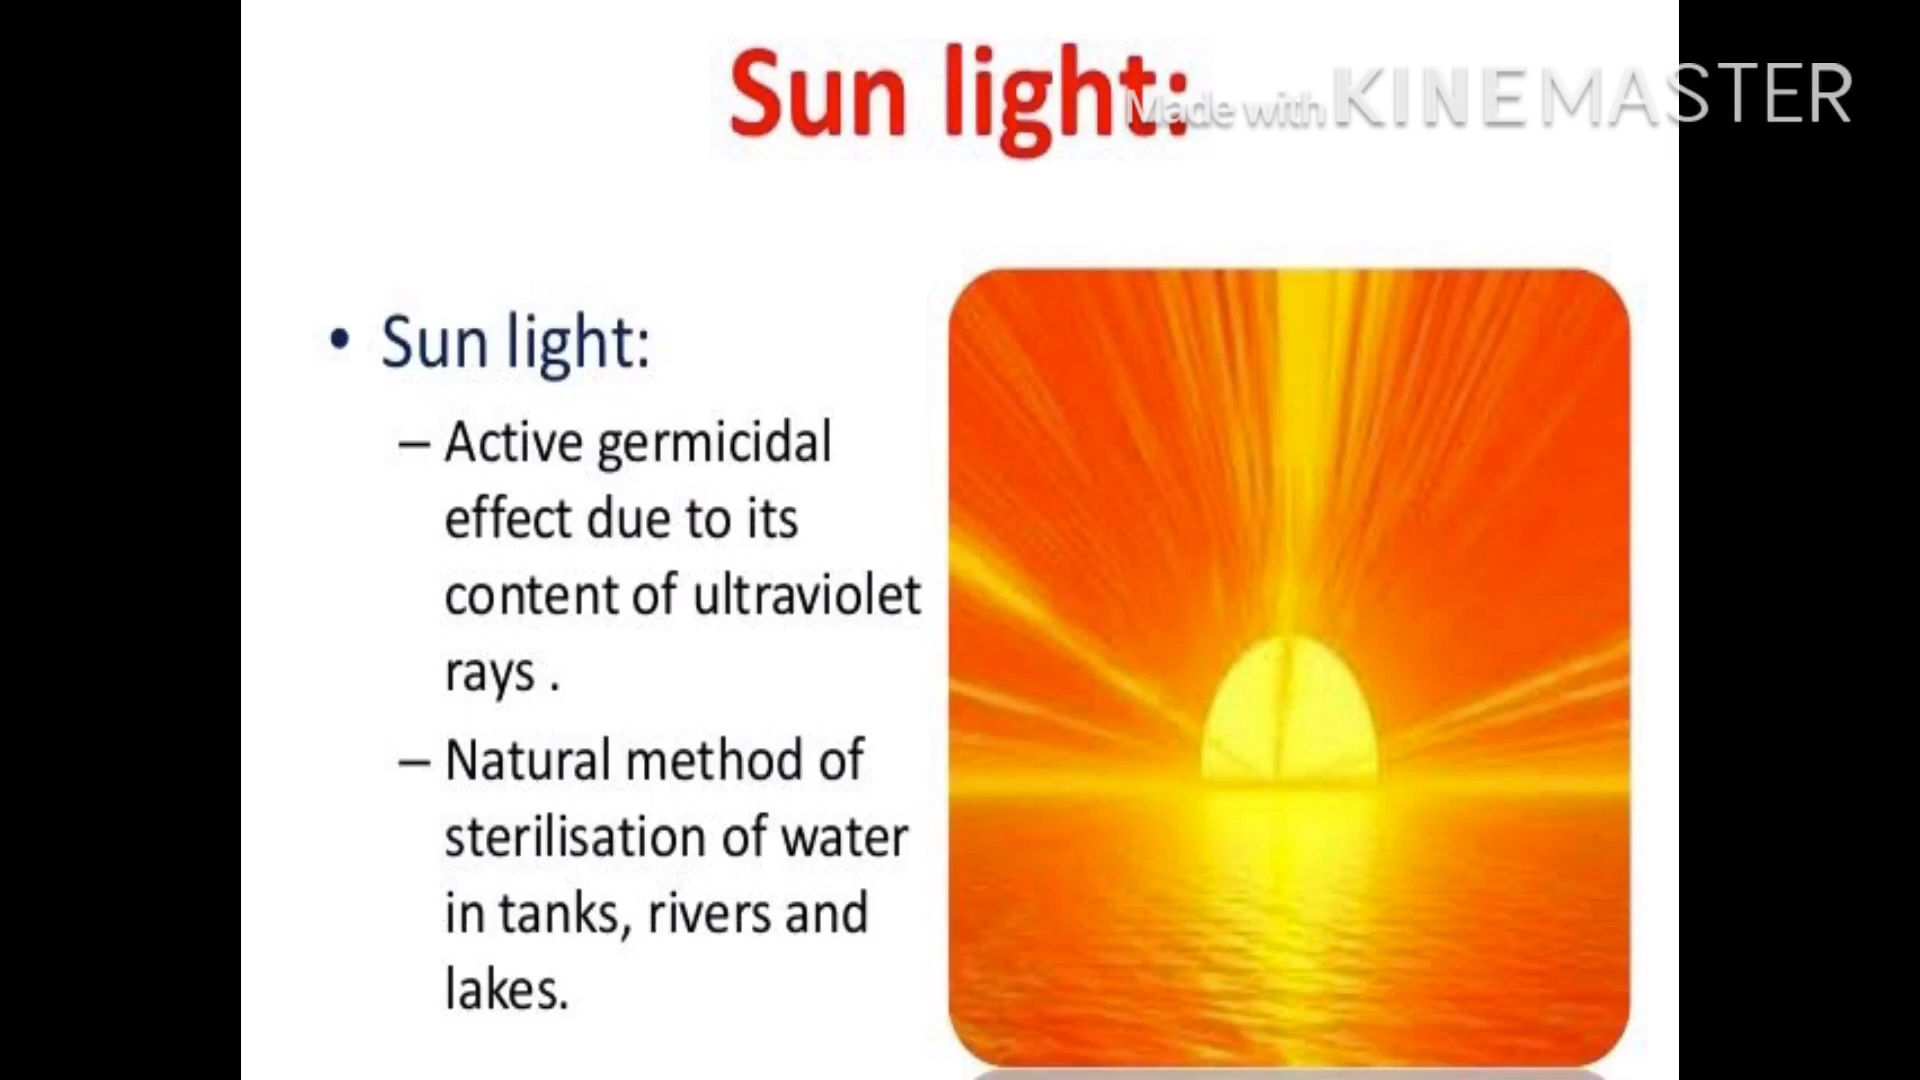 Sun light:
Made with KINEMASTER
• Sun light:
– Active germicidal
effect due to its
content of ultraviolet
rays .
– Natural method of
sterilisation of water
in tanks, rivers and
lakes.